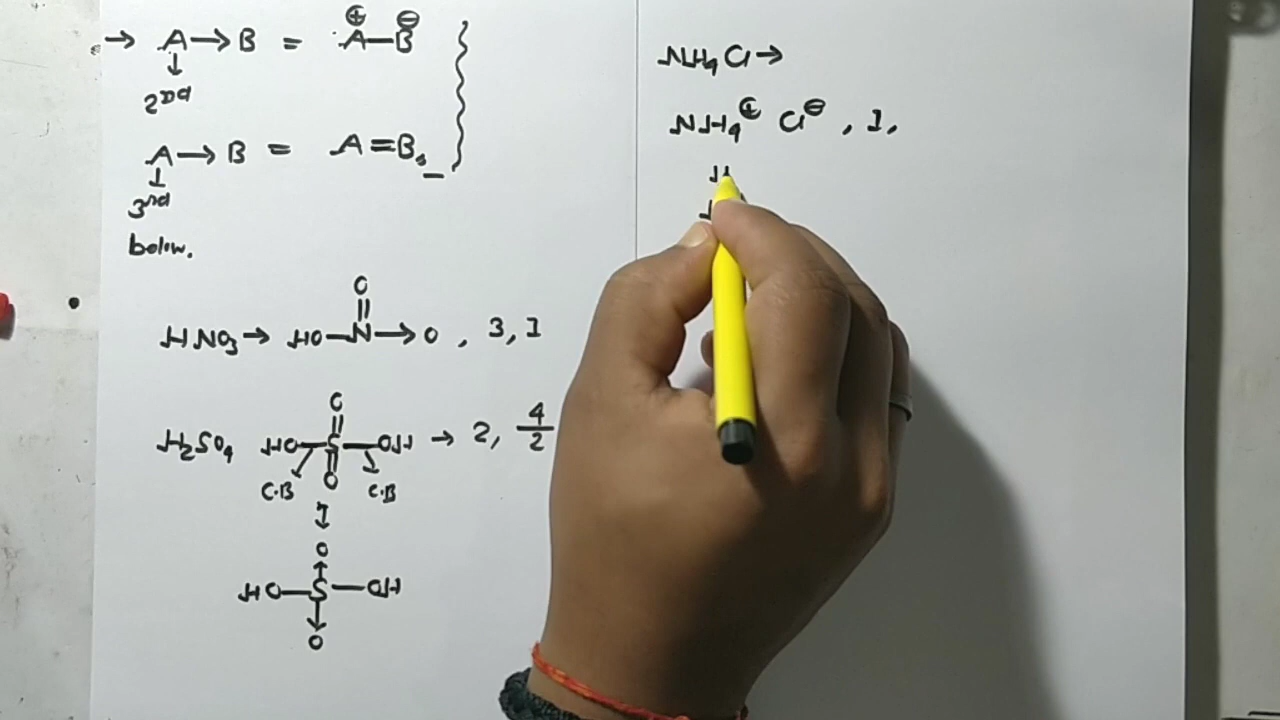 → A→B = A⊕–B⊖
↓
2nd
A→B = A=B,
↓
3rd
below.
O
||
HNO3→ HO–N→O , 3, 1
O
||
H2SO4 HO–S–OH → 2, 4/2
||
O
C.B C.B
↓
O
↑
HO–S–OH
↓
O
NH4Cl→
NH4⊕ Cl⊖ , 1,
H